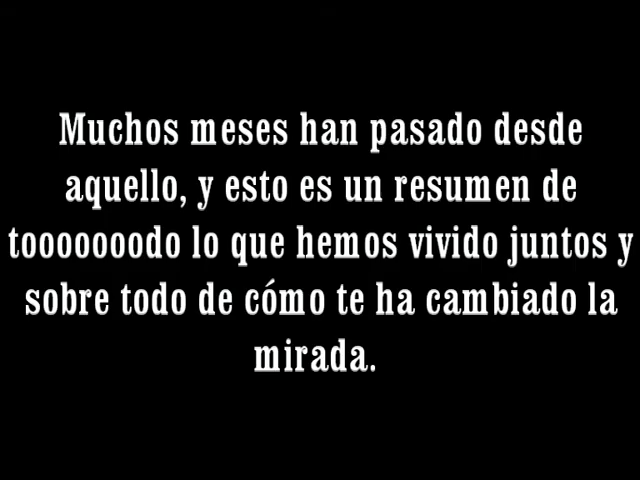 Muchos meses han pasado desde
aquello, y esto es un resumen de
tooooooodo lo que hemos vivido juntos y
sobre todo de cómo te ha cambiado la
mirada.